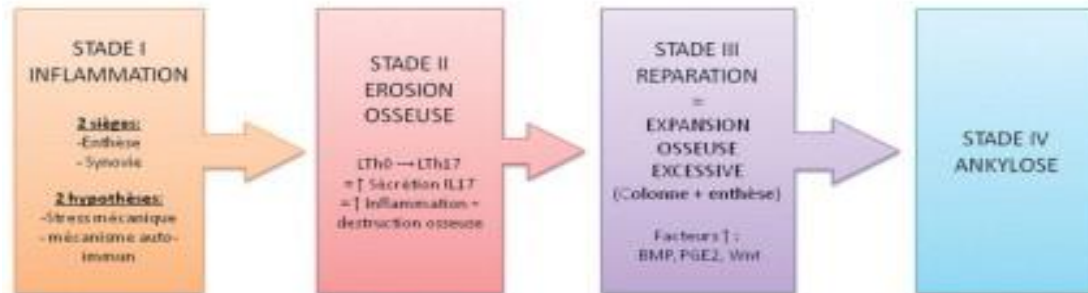 STADE I
INFLAMMATION
2 sièges:
-Enthèse
- Synovie
2 hypothèses:
-Stress mécanique
- mécanisme auto-
immun
STADE II
EROSION
OSSEUSE
LTh0 → LTh17
=↑ Sécrétion IL17
=↑ Inflammation –
destruction osseuse
STADE III
REPARATION
=
EXPANSION
OSSEUSE
EXCESSIVE
(Colonne + enthèse)
Facteurs ↑ :
BMP, PGE2, Wnt
STADE IV
ANKYLOSE